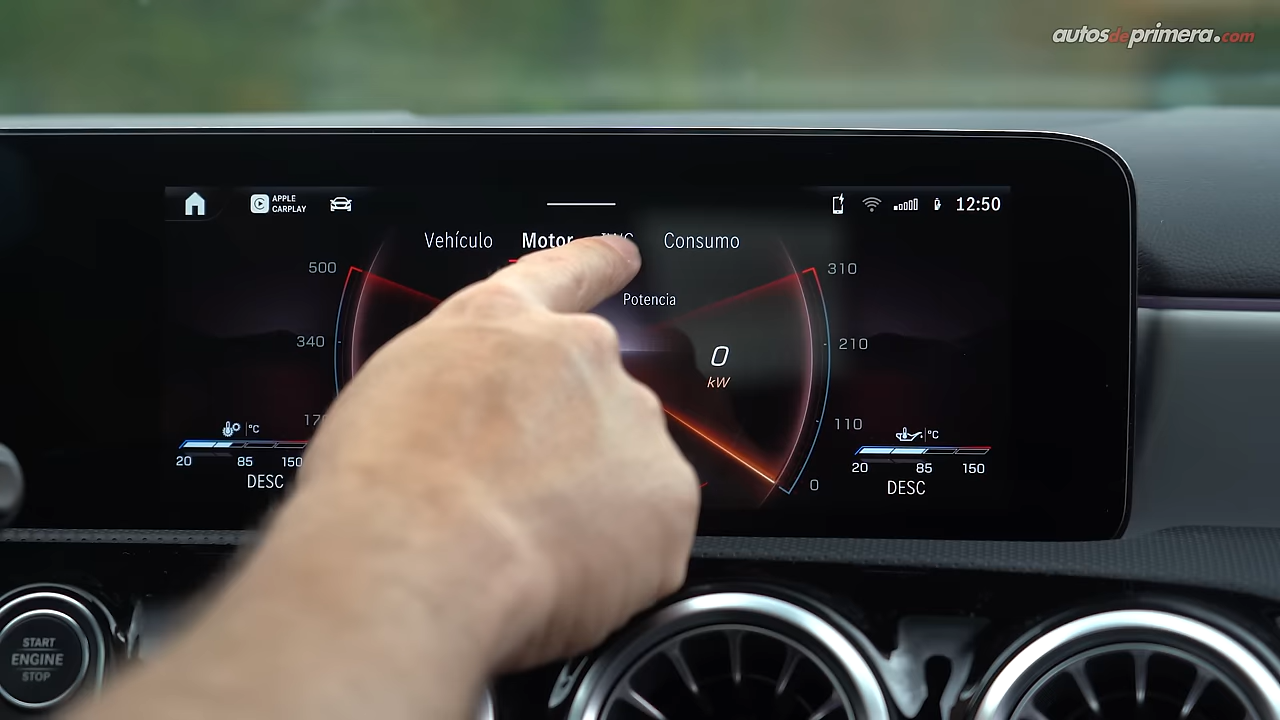 autosdeprimera.com
APPLE
CARPLAY
12:50
Vehículo Motor Consumo
500
310
Potencia
340
210
0
kW
110
°C
°C
20 85 150
20 85 150
DESC
DESC
0
START
ENGINE
STOP